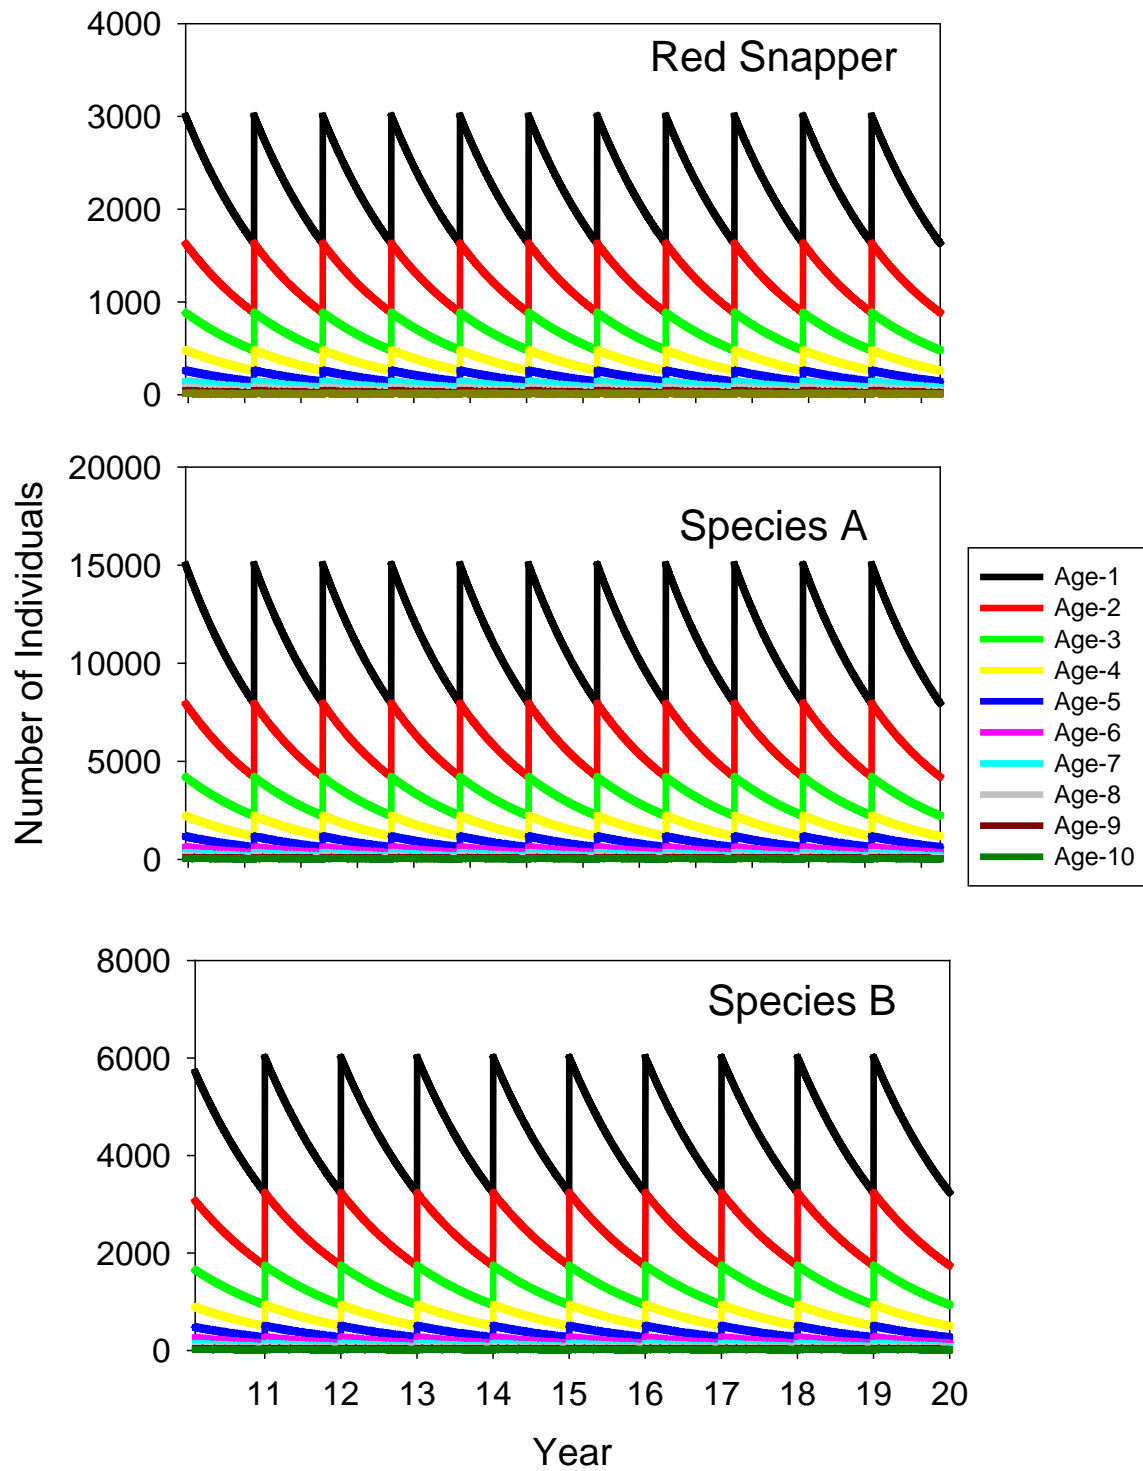 4000
Red Snapper
3000
2000
1000
0
20000
Species A
15000
10000
5000
0
Number of Individuals
Age-1
Age-2
Age-3
Age-4
Age-5
Age-6
Age-7
Age-8
Age-9
Age-10
8000
Species B
6000
4000
2000
0
11 12 13 14 15 16 17 18 19 20
Year